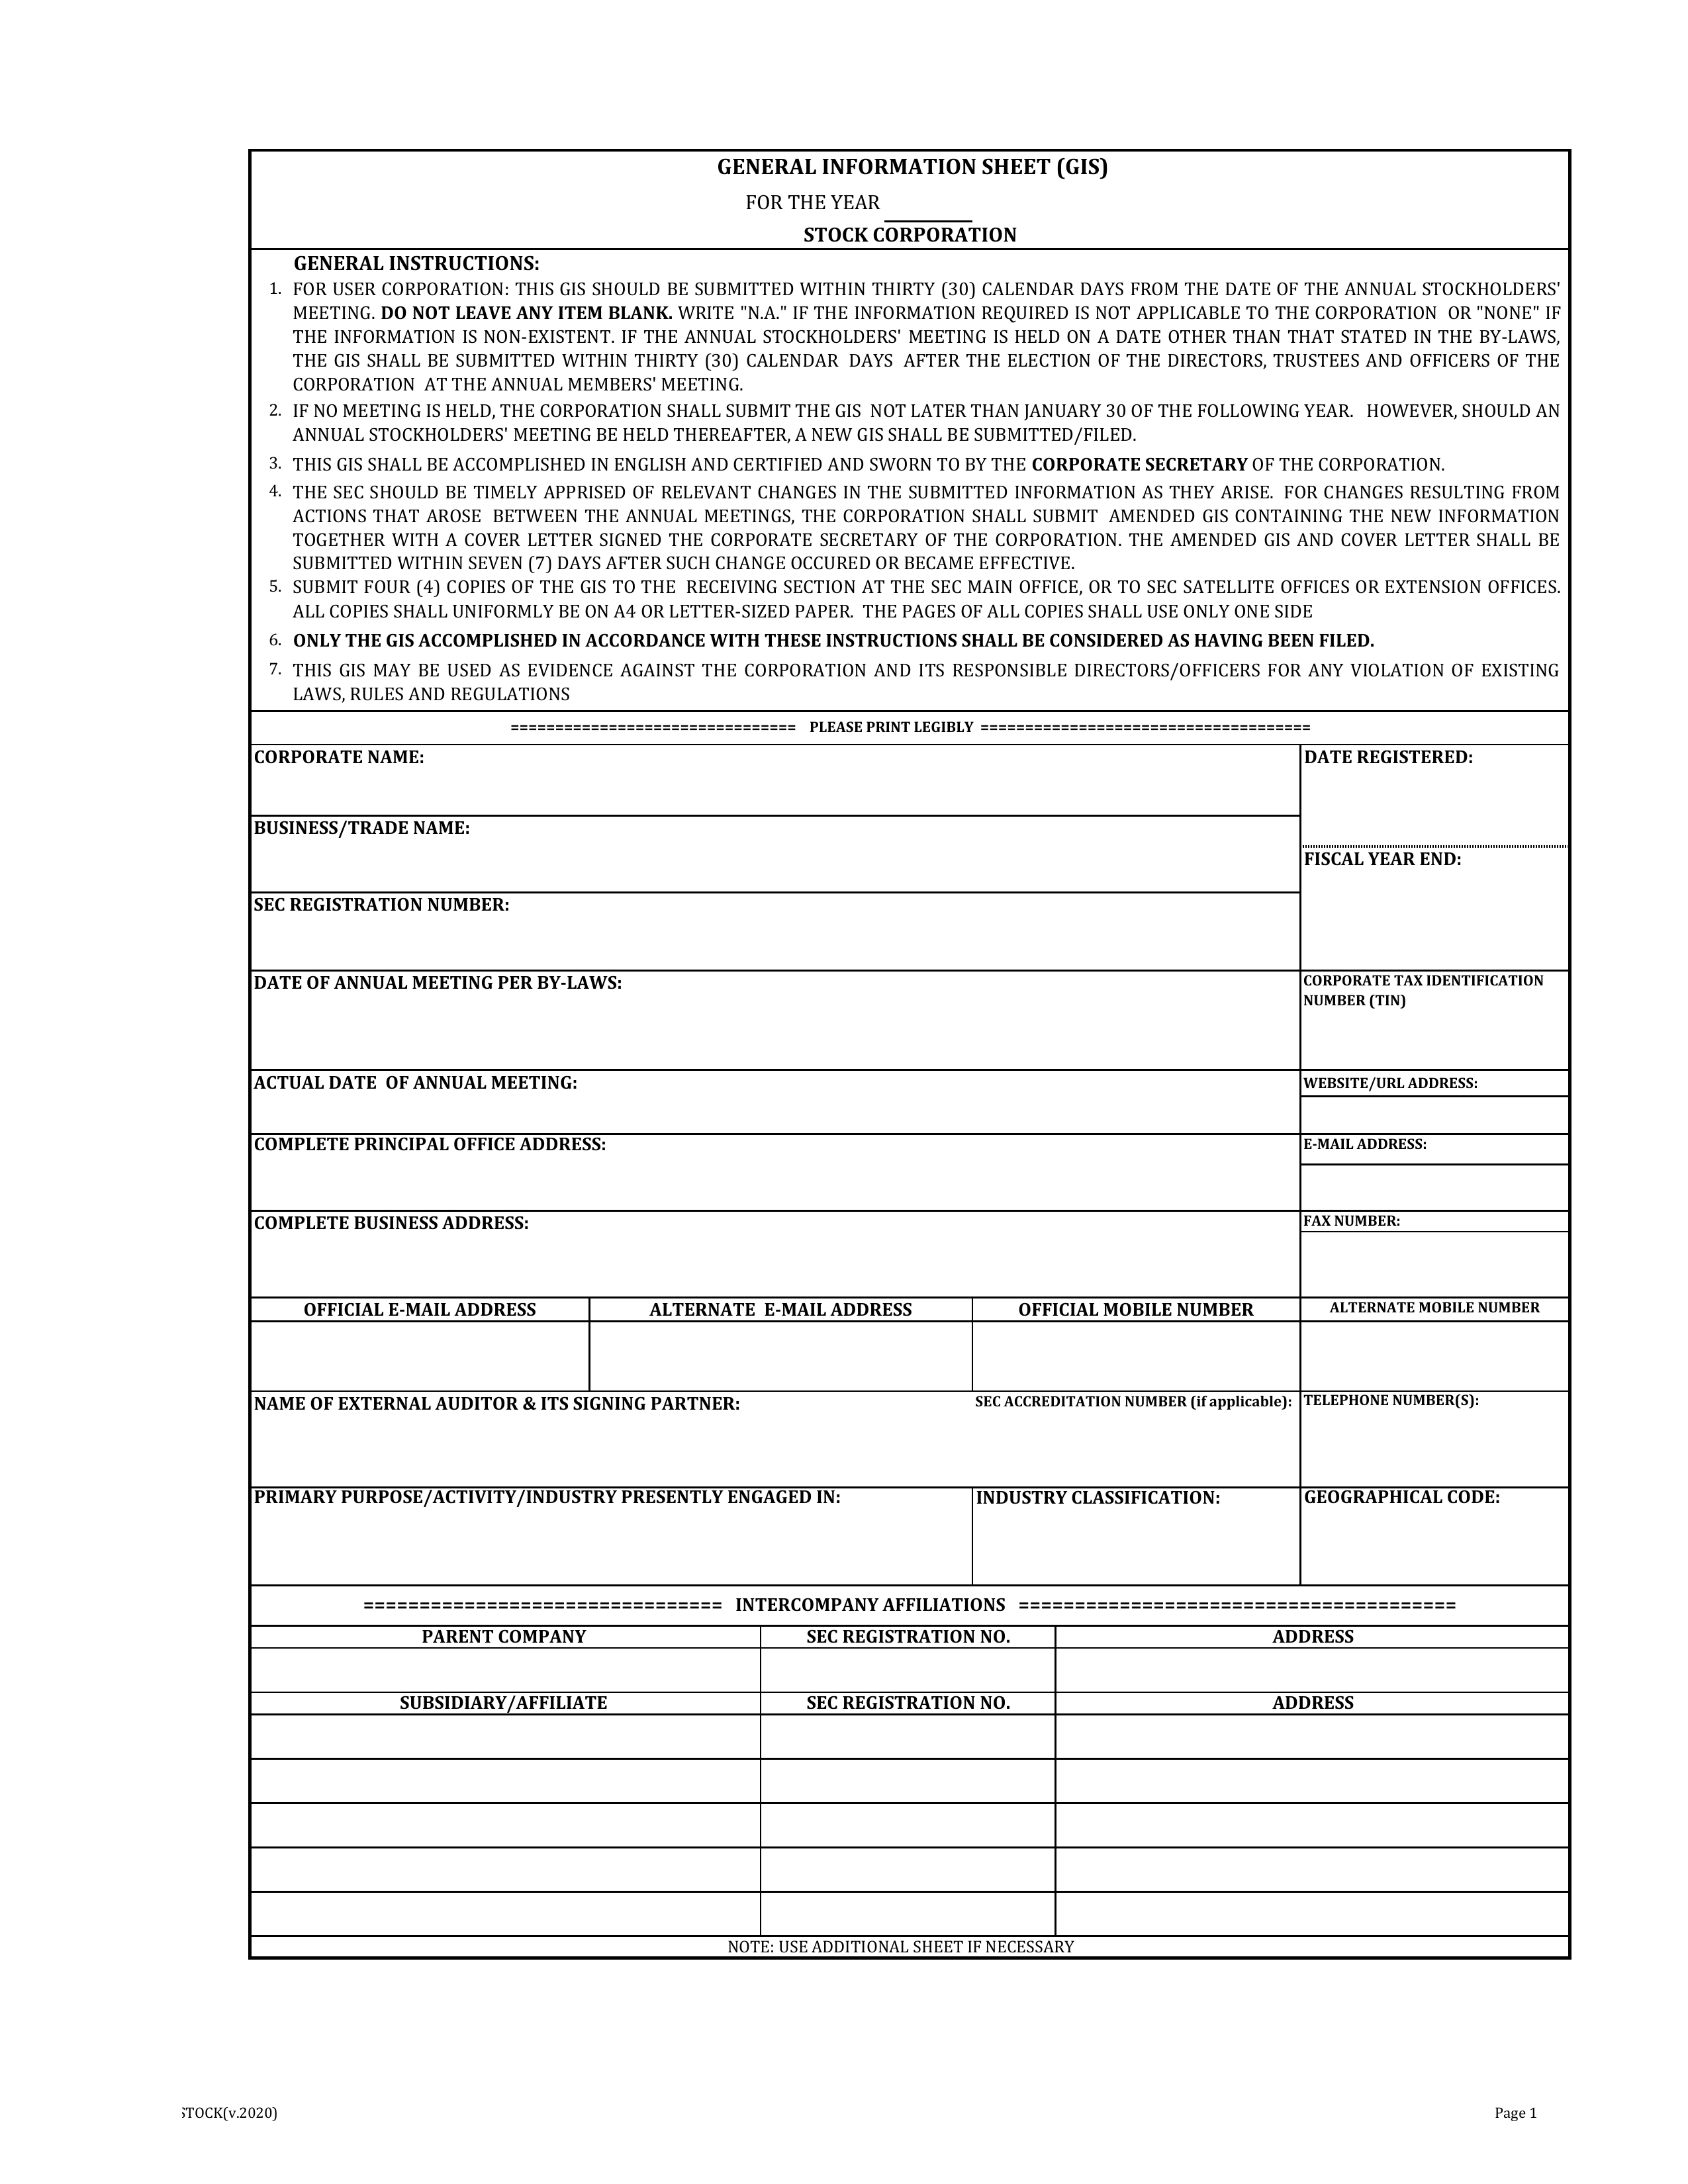 GENERAL INFORMATION SHEET (GIS)
FOR THE YEAR
STOCK CORPORATION
GENERAL INSTRUCTIONS:
1. FOR USER CORPORATION: THIS GIS SHOULD BE SUBMITTED WITHIN THIRTY (30) CALENDAR DAYS FROM THE DATE OF THE ANNUAL STOCKHOLDERS'
MEETING. DO NOT LEAVE ANY ITEM BLANK. WRITE "N.A." IF THE INFORMATION REQUIRED IS NOT APPLICABLE TO THE CORPORATION OR "NONE" IF
THE INFORMATION IS NON-EXISTENT. IF THE ANNUAL STOCKHOLDERS' MEETING IS HELD ON A DATE OTHER THAN THAT STATED IN THE BY-LAWS,
THE GIS SHALL BE SUBMITTED WITHIN THIRTY (30) CALENDAR DAYS AFTER THE ELECTION OF THE DIRECTORS, TRUSTEES AND OFFICERS OF THE
CORPORATION AT THE ANNUAL MEMBERS' MEETING.
2. IF NO MEETING IS HELD, THE CORPORATION SHALL SUBMIT THE GIS NOT LATER THAN JANUARY 30 OF THE FOLLOWING YEAR. HOWEVER, SHOULD AN
ANNUAL STOCKHOLDERS' MEETING BE HELD THEREAFTER, A NEW GIS SHALL BE SUBMITTED/FILED.
3. THIS GIS SHALL BE ACCOMPLISHED IN ENGLISH AND CERTIFIED AND SWORN TO BY THE CORPORATE SECRETARY OF THE CORPORATION.
4. THE SEC SHOULD BE TIMELY APPRISED OF RELEVANT CHANGES IN THE SUBMITTED INFORMATION AS THEY ARISE. FOR CHANGES RESULTING FROM
ACTIONS THAT AROSE BETWEEN THE ANNUAL MEETINGS, THE CORPORATION SHALL SUBMIT AMENDED GIS CONTAINING THE NEW INFORMATION
TOGETHER WITH A COVER LETTER SIGNED THE CORPORATE SECRETARY OF THE CORPORATION. THE AMENDED GIS AND COVER LETTER SHALL BE
SUBMITTED WITHIN SEVEN (7) DAYS AFTER SUCH CHANGE OCCURED OR BECAME EFFECTIVE.
5. SUBMIT FOUR (4) COPIES OF THE GIS TO THE RECEIVING SECTION AT THE SEC MAIN OFFICE, OR TO SEC SATELLITE OFFICES OR EXTENSION OFFICES.
ALL COPIES SHALL UNIFORMLY BE ON A4 OR LETTER-SIZED PAPER. THE PAGES OF ALL COPIES SHALL USE ONLY ONE SIDE
6. ONLY THE GIS ACCOMPLISHED IN ACCORDANCE WITH THESE INSTRUCTIONS SHALL BE CONSIDERED AS HAVING BEEN FILED.
7. THIS GIS MAY BE USED AS EVIDENCE AGAINST THE CORPORATION AND ITS RESPONSIBLE DIRECTORS/OFFICERS FOR ANY VIOLATION OF EXISTING
LAWS, RULES AND REGULATIONS
================================ PLEASE PRINT LEGIBLY =====================================
CORPORATE NAME:
DATE REGISTERED:
BUSINESS/TRADE NAME:
FISCAL YEAR END:
SEC REGISTRATION NUMBER:
DATE OF ANNUAL MEETING PER BY-LAWS:
CORPORATE TAX IDENTIFICATION
NUMBER (TIN)
ACTUAL DATE OF ANNUAL MEETING:
WEBSITE/URL ADDRESS:
COMPLETE PRINCIPAL OFFICE ADDRESS:
E-MAIL ADDRESS:
COMPLETE BUSINESS ADDRESS:
FAX NUMBER:
OFFICIAL E-MAIL ADDRESS ALTERNATE E-MAIL ADDRESS OFFICIAL MOBILE NUMBER ALTERNATE MOBILE NUMBER
NAME OF EXTERNAL AUDITOR & ITS SIGNING PARTNER: SEC ACCREDITATION NUMBER (if applicable): TELEPHONE NUMBER(S):
PRIMARY PURPOSE/ACTIVITY/INDUSTRY PRESENTLY ENGAGED IN: INDUSTRY CLASSIFICATION: GEOGRAPHICAL CODE:
================================ INTERCOMPANY AFFILIATIONS =======================================
PARENT COMPANY SEC REGISTRATION NO. ADDRESS
SUBSIDIARY/AFFILIATE SEC REGISTRATION NO. ADDRESS
NOTE: USE ADDITIONAL SHEET IF NECESSARY
STOCK(v.2020) Page 1